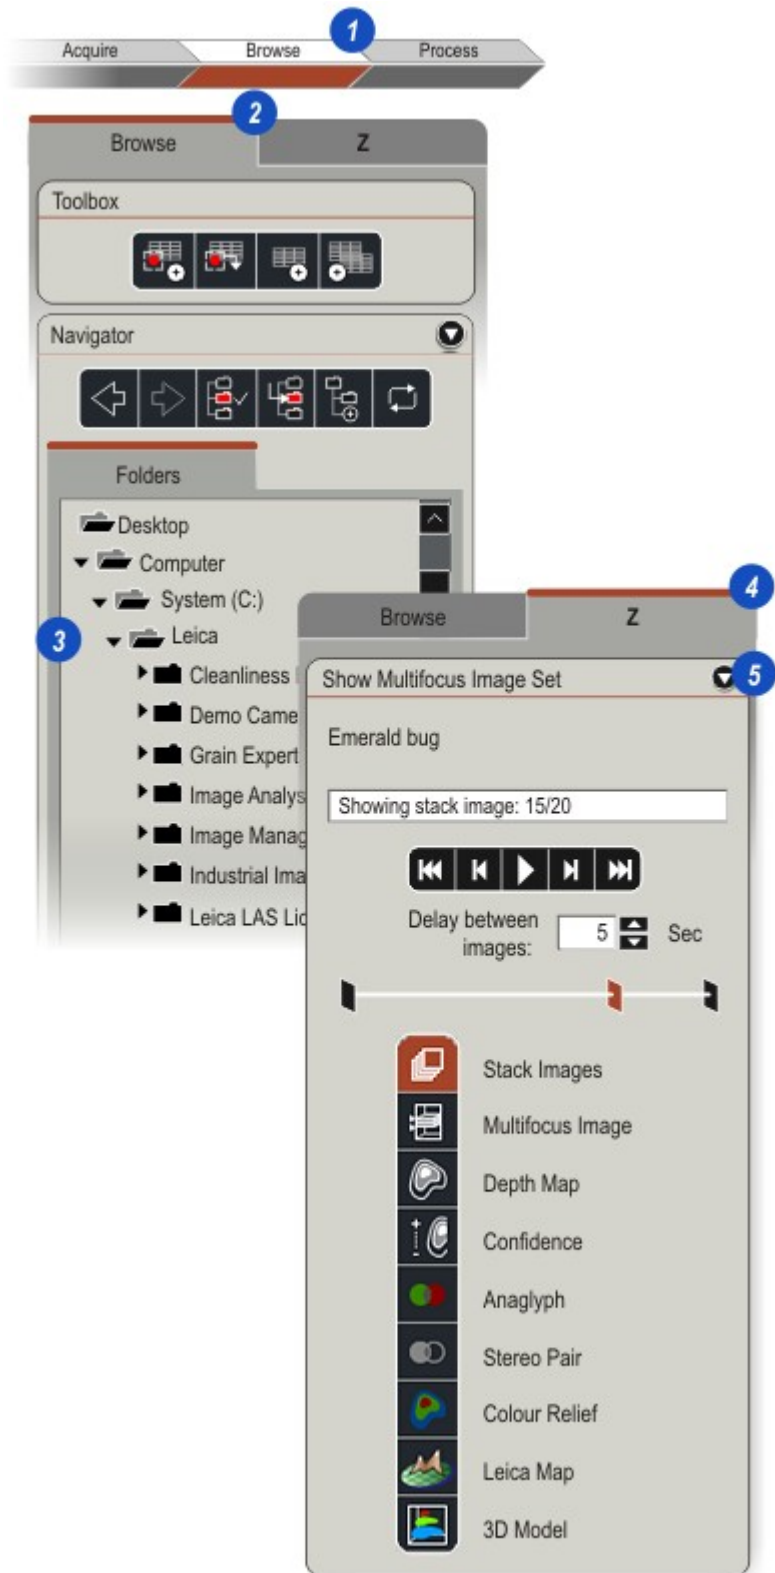 1
Acquire Browse Process
2
Browse Z
Toolbox
Navigator
Folders
Desktop
Computer
System (C:)
3
Leica
Cleanliness
Demo Came
Grain Expert
Image Analys
Image Manag
Industrial Ima
Leica LAS Lic
4
Browse Z
Show Multifocus Image Set
5
Emerald bug
Showing stack image: 15/20
Delay between
images: 5 Sec
Stack Images
Multifocus Image
Depth Map
Confidence
Anaglyph
Stereo Pair
Colour Relief
Leica Map
3D Model